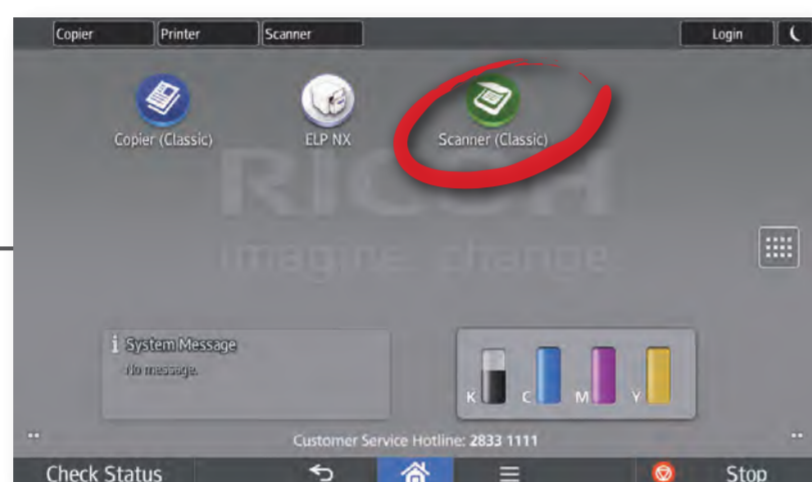 Copier Printer Scanner Login
Copier (Classic) ELP NX Scanner (Classic)
RICOH
imagine. change.
System Message
No message.
K C M Y
Customer Service Hotline: 2833 1111
Check Status Stop